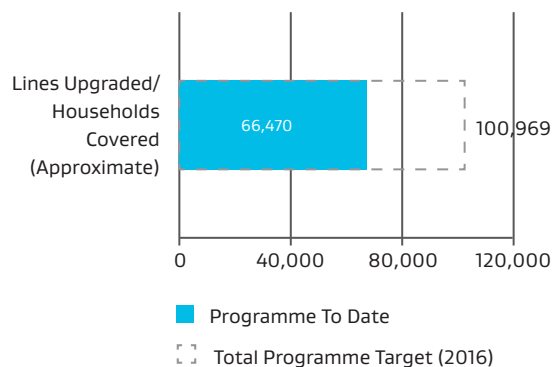 Lines Upgraded/
Households
Covered
(Approximate)
66,470
100,969
0 40,000 80,000 120,000
Programme To Date
Total Programme Target (2016)